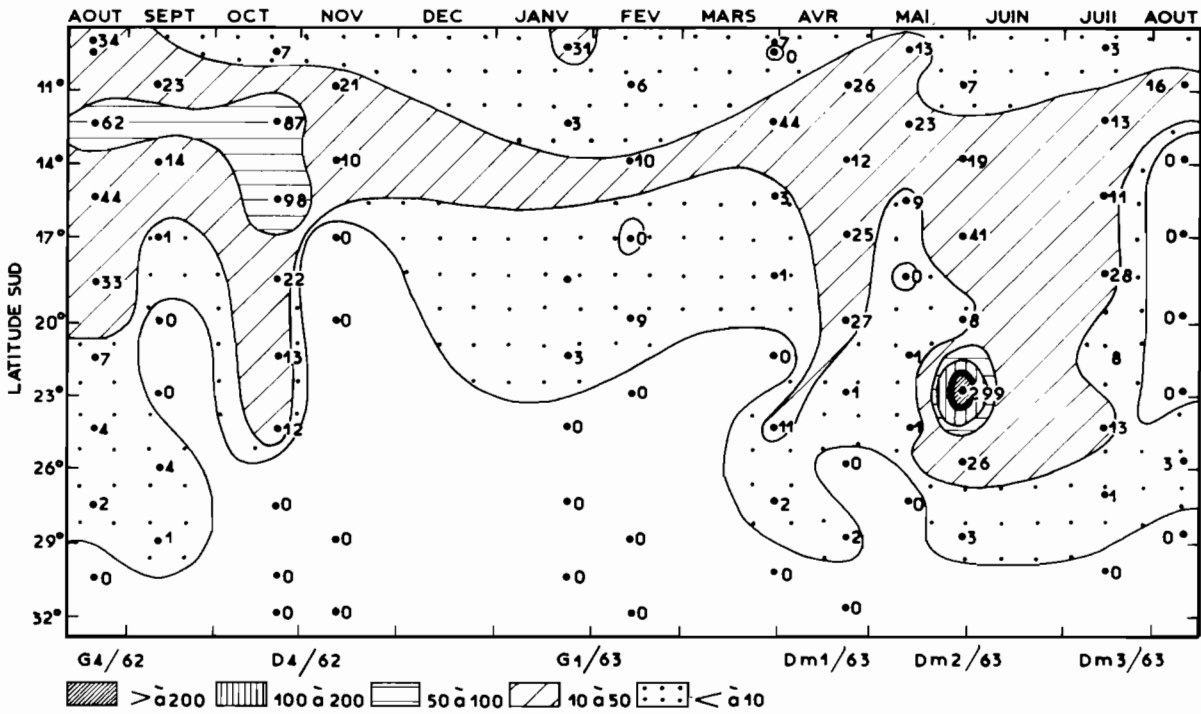 AOUT SEPT OCT NOV DEC JANV FEV MARS AVR MAI JUIN JUIl AOUT
34 7 31 7 0 13 3
11° 23 21 6 26 7 16
62 87 3 44 23 13
14° 14 10 10 12 19 0
44 98 3 9 11
17° 1 0 0 25 41 0
33 22 1 0 28
20° 0 0 9 27 8 0
7 13 3 0 1 8
23° 0 0 1 299 0
4 12 0 11 1 13
26° 4 0 26 3
2 0 0 2 0 1
29° 1 0 0 2 3 0
0 0 0 0 0
32° 0 0 0 0
LATITUDE SUD
G4/62 D4/62 G1/63 Dm1/63 Dm2/63 Dm3/63
> à 200 100 à 200 50 à 100 10 à 50 < à 10